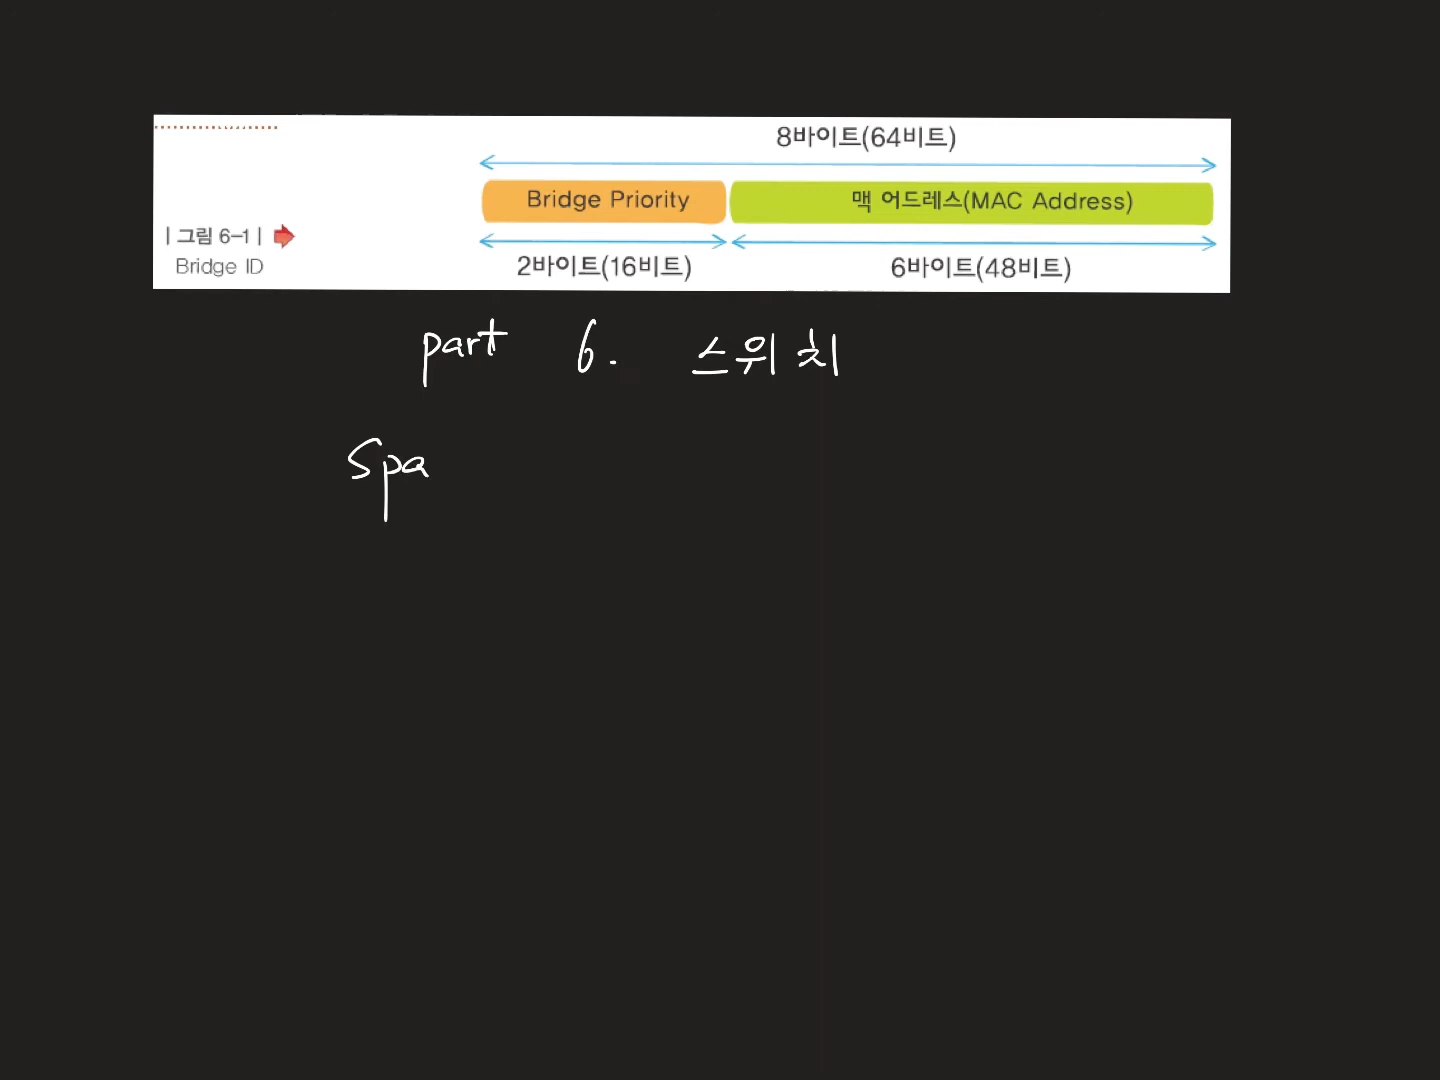 8바이트(64비트)
Bridge Priority 맥 어드레스(MAC Address)
| 그림 6-1 |
Bridge ID
2바이트(16비트) 6바이트(48비트)
part 6. 스위치
Spa